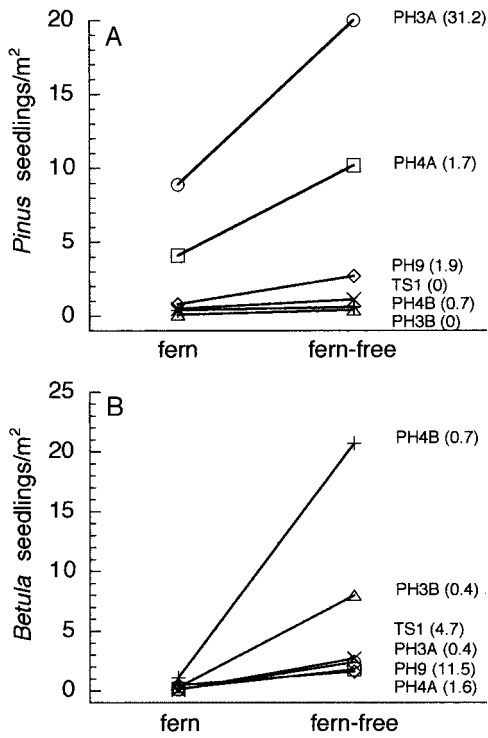 A
20
15
10
5
0
Pinus seedlings/m²
PH3A (31.2)
PH4A (1.7)
PH9 (1.9)
TS1 (0)
PH4B (0.7)
PH3B (0)
fern fern-free
B
25
20
15
10
5
0
Betula seedlings/m²
PH4B (0.7)
PH3B (0.4)
TS1 (4.7)
PH3A (0.4)
PH9 (11.5)
PH4A (1.6)
fern fern-free